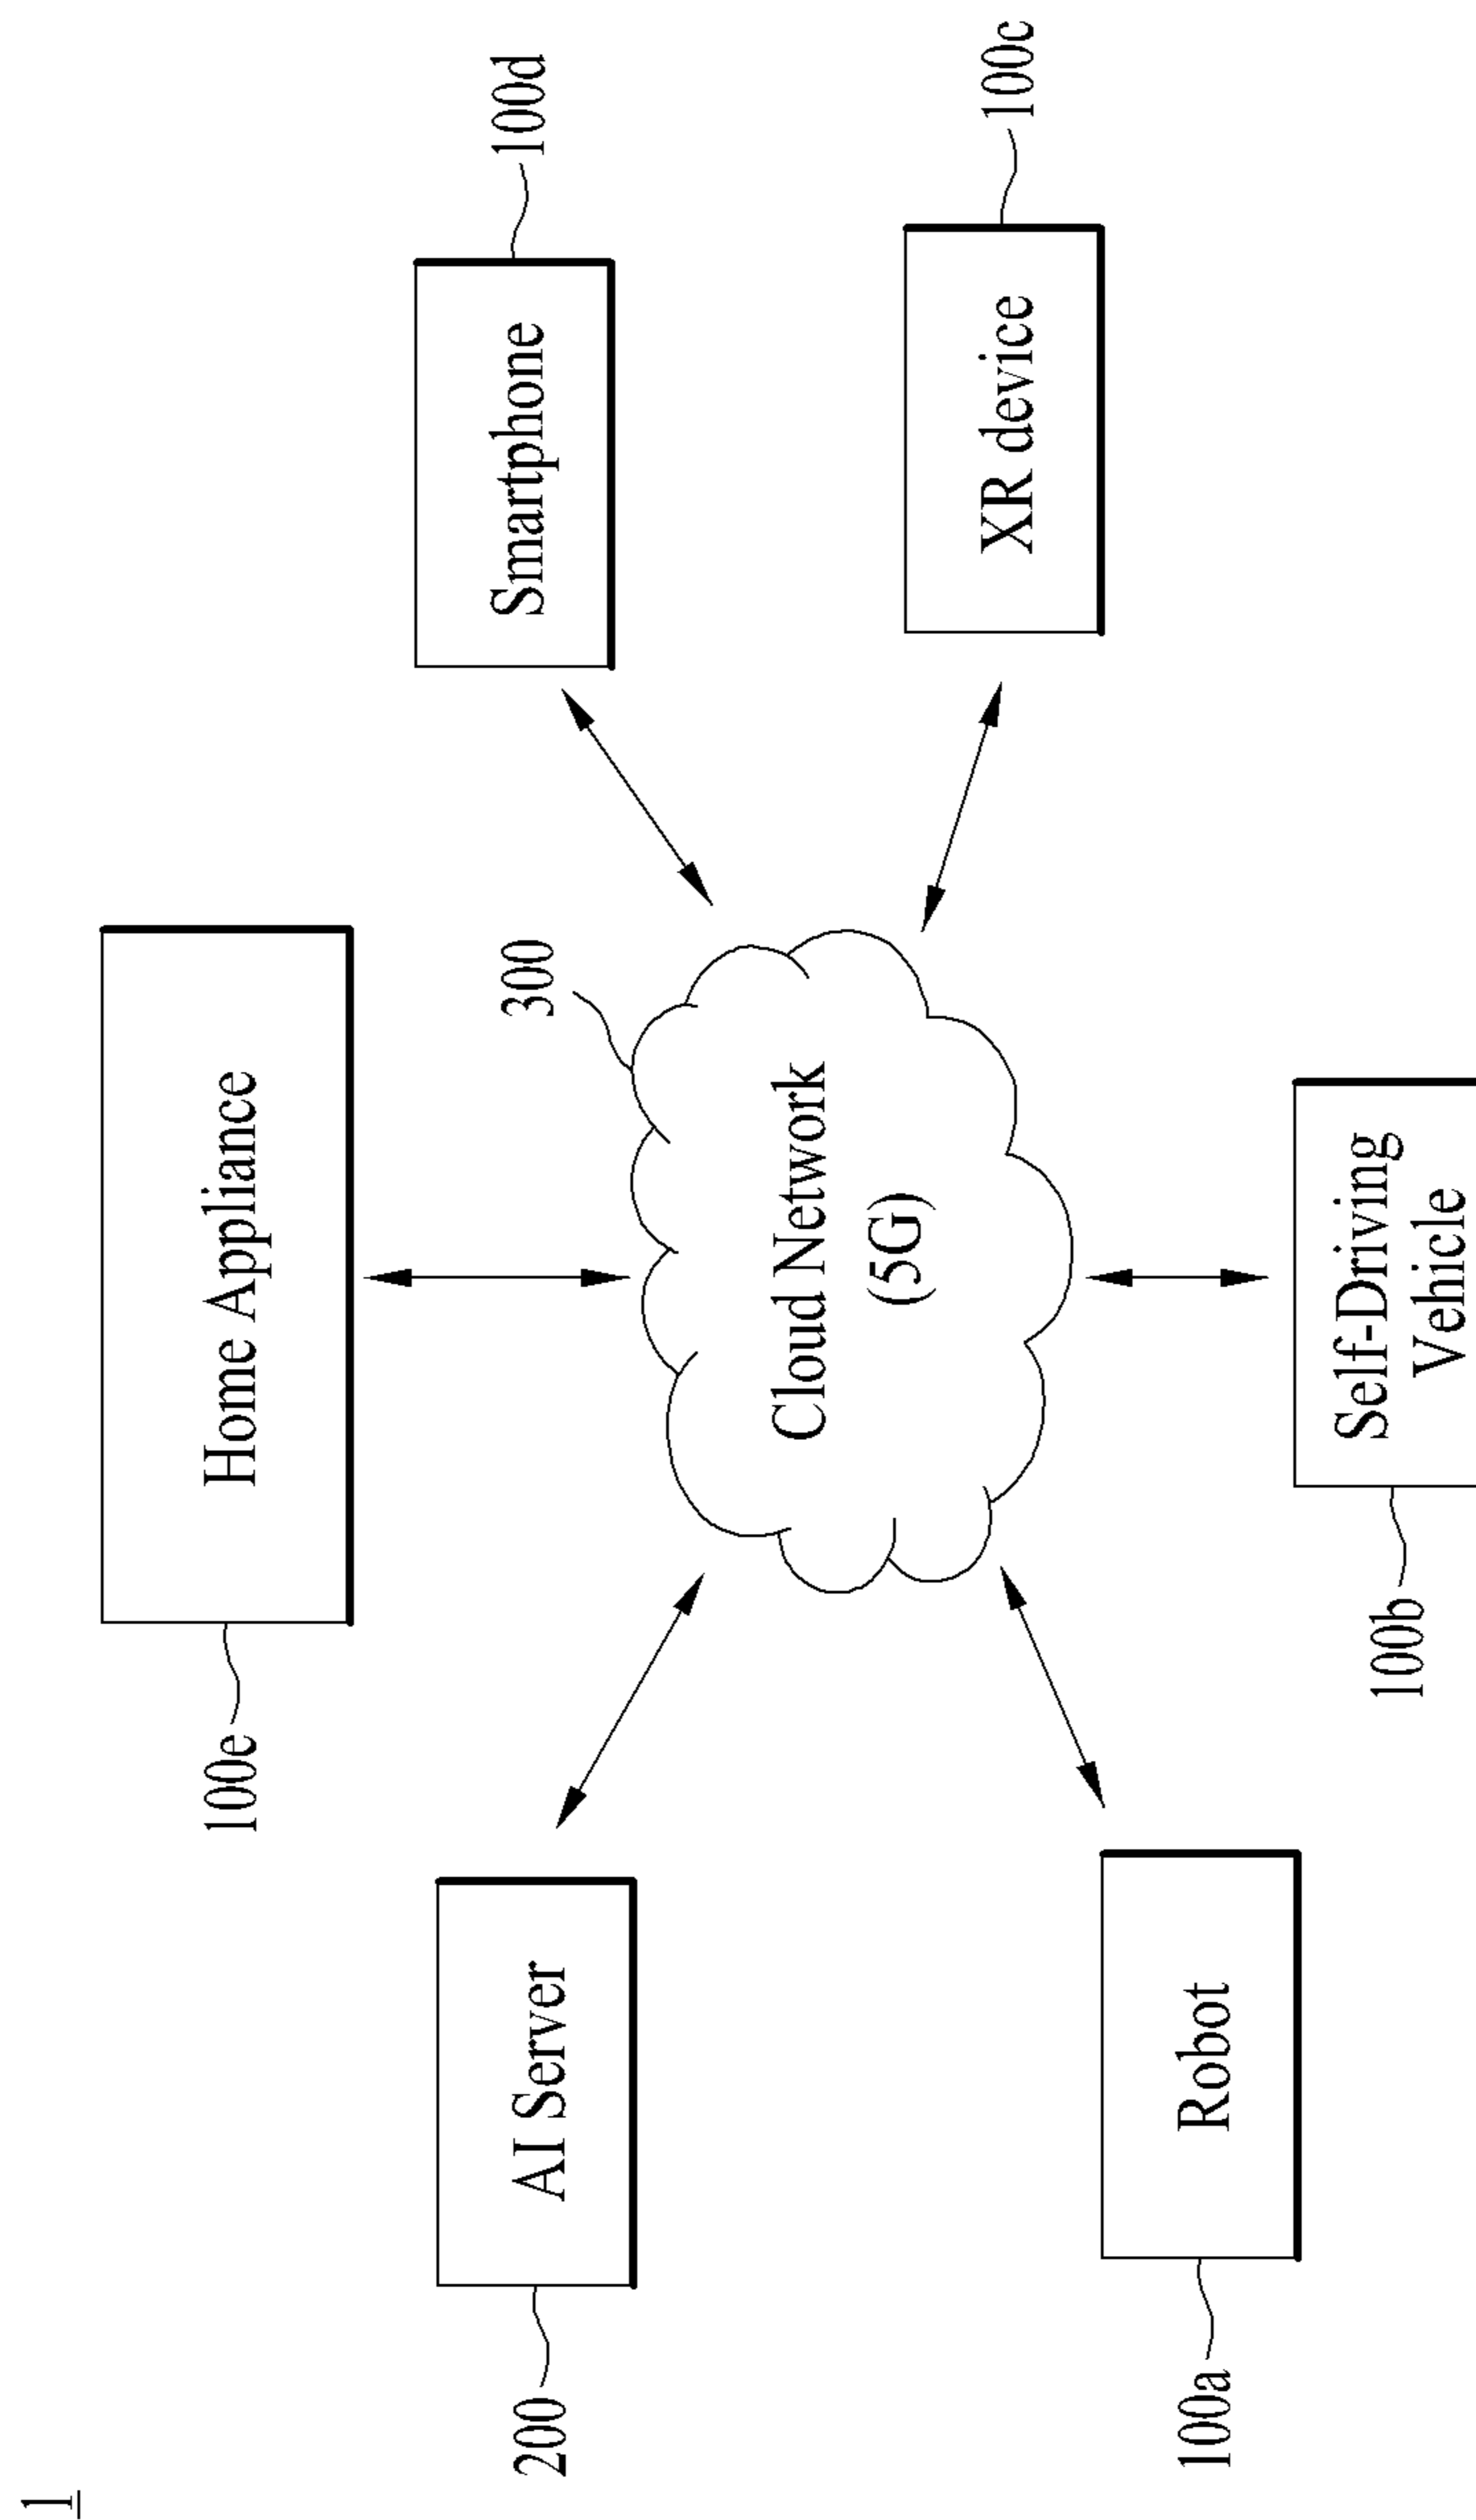 1
100e
Home Appliance
200
AI Server
300
Smartphone
100d
Cloud Network
(5G)
XR device
100c
100a
Robot
100b
Self-Driving
Vehicle